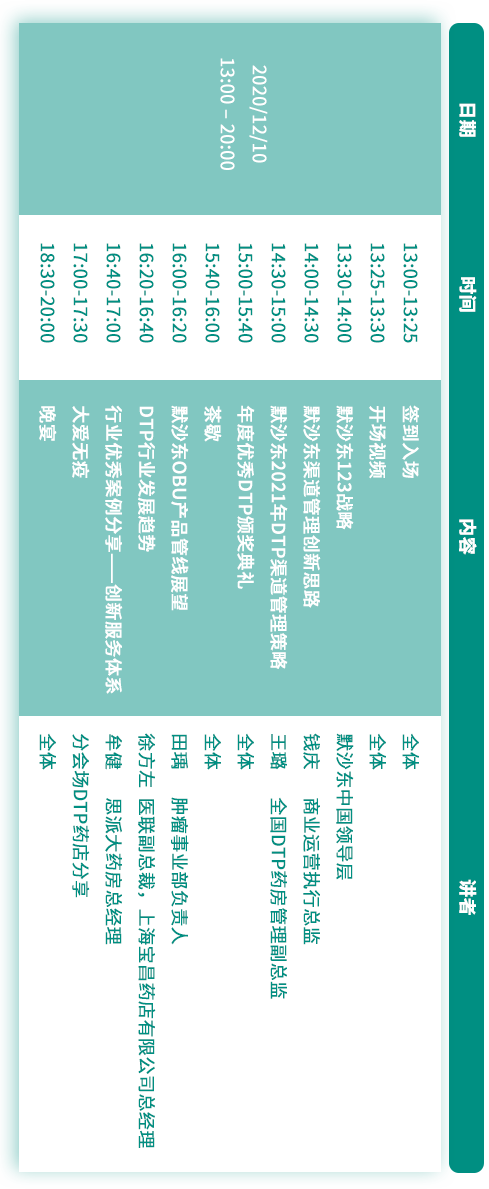 日期 时间 内容 讲者
2020/12/10
13:00 – 20:00
13:00-13:25 签到入场 全体
13:25-13:30 开场视频 全体
13:30-14:00 默沙东123战略 默沙东中国领导层
14:00-14:30 默沙东渠道管理创新思路 钱庆 商业运营执行总监
14:30-15:00 默沙东2021年DTP渠道管理策略 王璐 全国DTP药房管理副总监
15:00-15:40 年度优秀DTP颁奖典礼 全体
15:40-16:00 茶歇 全体
16:00-16:20 默沙东OBU产品管线展望 田瑀 肿瘤事业部负责人
16:20-16:40 DTP行业发展趋势 徐方左 医联副总裁，上海宝昌药店有限公司总经理
16:40-17:00 行业优秀案例分享——创新服务体系 牟健 思派大药房总经理
17:00-17:30 大爱无疫 分会场DTP药店分享
18:30-20:00 晚宴 全体